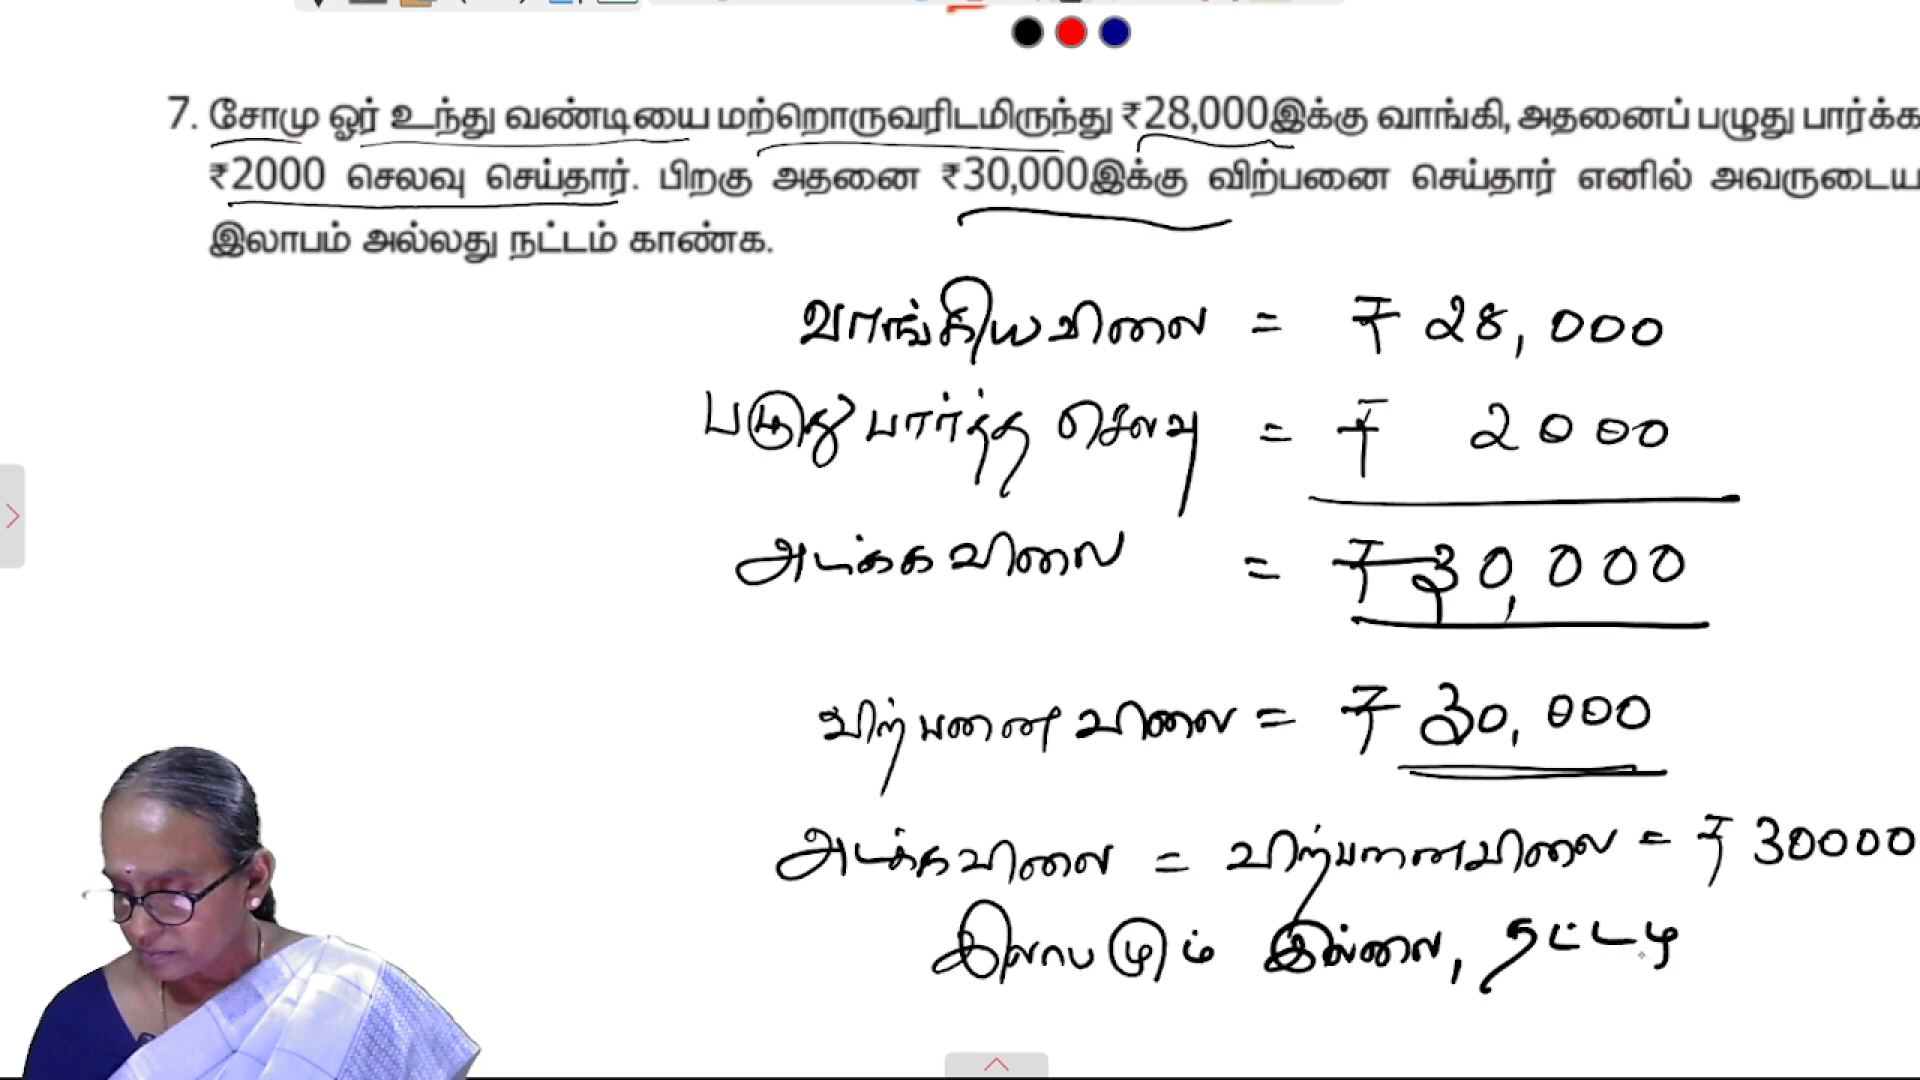 7. சோமு ஓர் உந்து வண்டியை மற்றொருவரிடமிருந்து ₹28,000இக்கு வாங்கி, அதனைப் பழுது பார்க்க
₹2000 செலவு செய்தார். பிறகு அதனை ₹30,000இக்கு விற்பனை செய்தார் எனில் அவருடைய
இலாபம் அல்லது நட்டம் காண்க.
வாங்கிய விலை = ₹ 28,000
பழுது பார்த்த செலவு = ₹ 2000
அடக்க விலை = ₹ 30,000
விற்பனை விலை = ₹ 30,000
அடக்கவிலை = விற்பனைவிலை = ₹ 30000
இலாபமும் இல்லை, நட்டமு